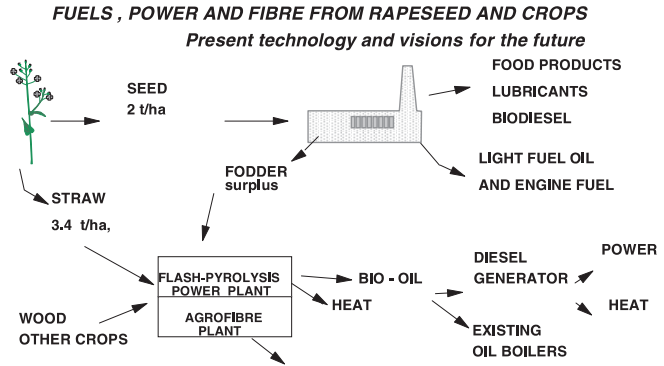 FUELS , POWER AND FIBRE FROM RAPESEED AND CROPS
Present technology and visions for the future
SEED
2 t/ha
FOOD PRODUCTS
LUBRICANTS
BIODIESEL
LIGHT FUEL OIL
AND ENGINE FUEL
FODDER
surplus
STRAW
3.4 t/ha,
FLASH-PYROLYSIS
POWER PLANT
AGROFIBRE
PLANT
WOOD
OTHER CROPS
BIO - OIL
HEAT
DIESEL
GENERATOR
EXISTING
OIL BOILERS
POWER
HEAT